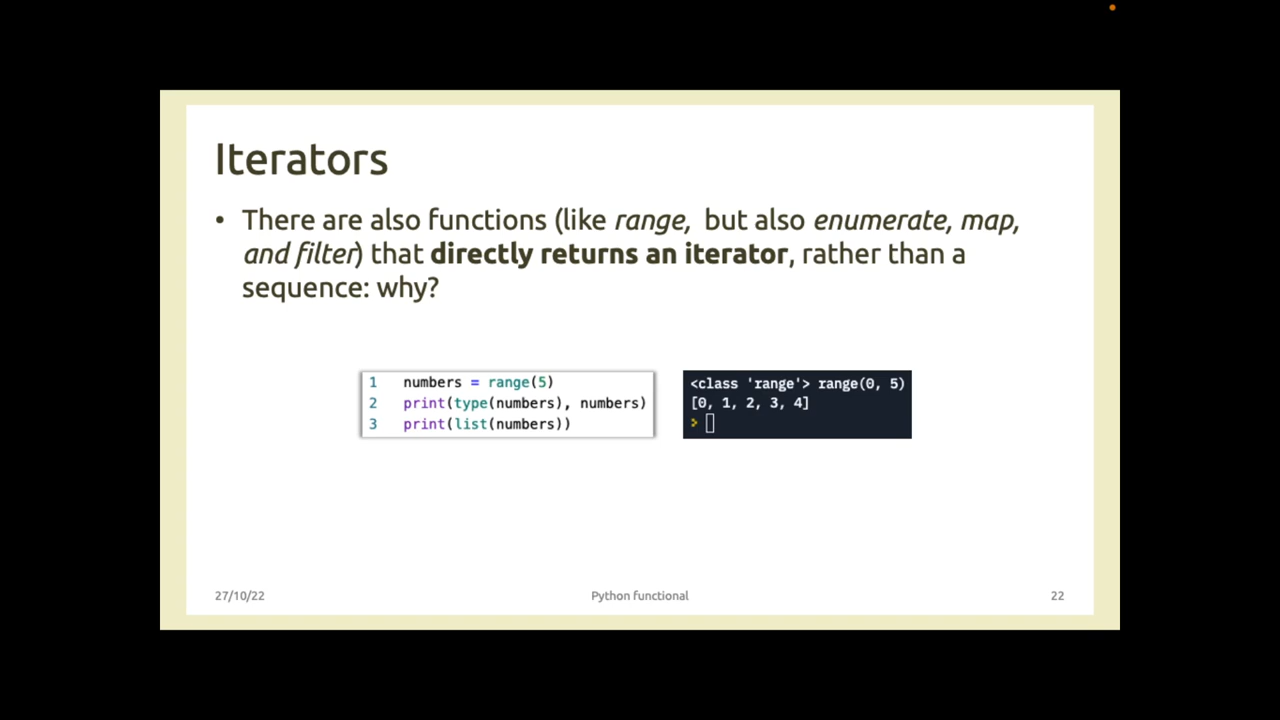 Iterators
• There are also functions (like range, but also enumerate, map,
and filter) that directly returns an iterator, rather than a
sequence: why?
1 numbers = range(5)
2 print(type(numbers), numbers)
3 print(list(numbers))
<class 'range'> range(0, 5)
[0, 1, 2, 3, 4]
>
27/10/22
Python functional
22